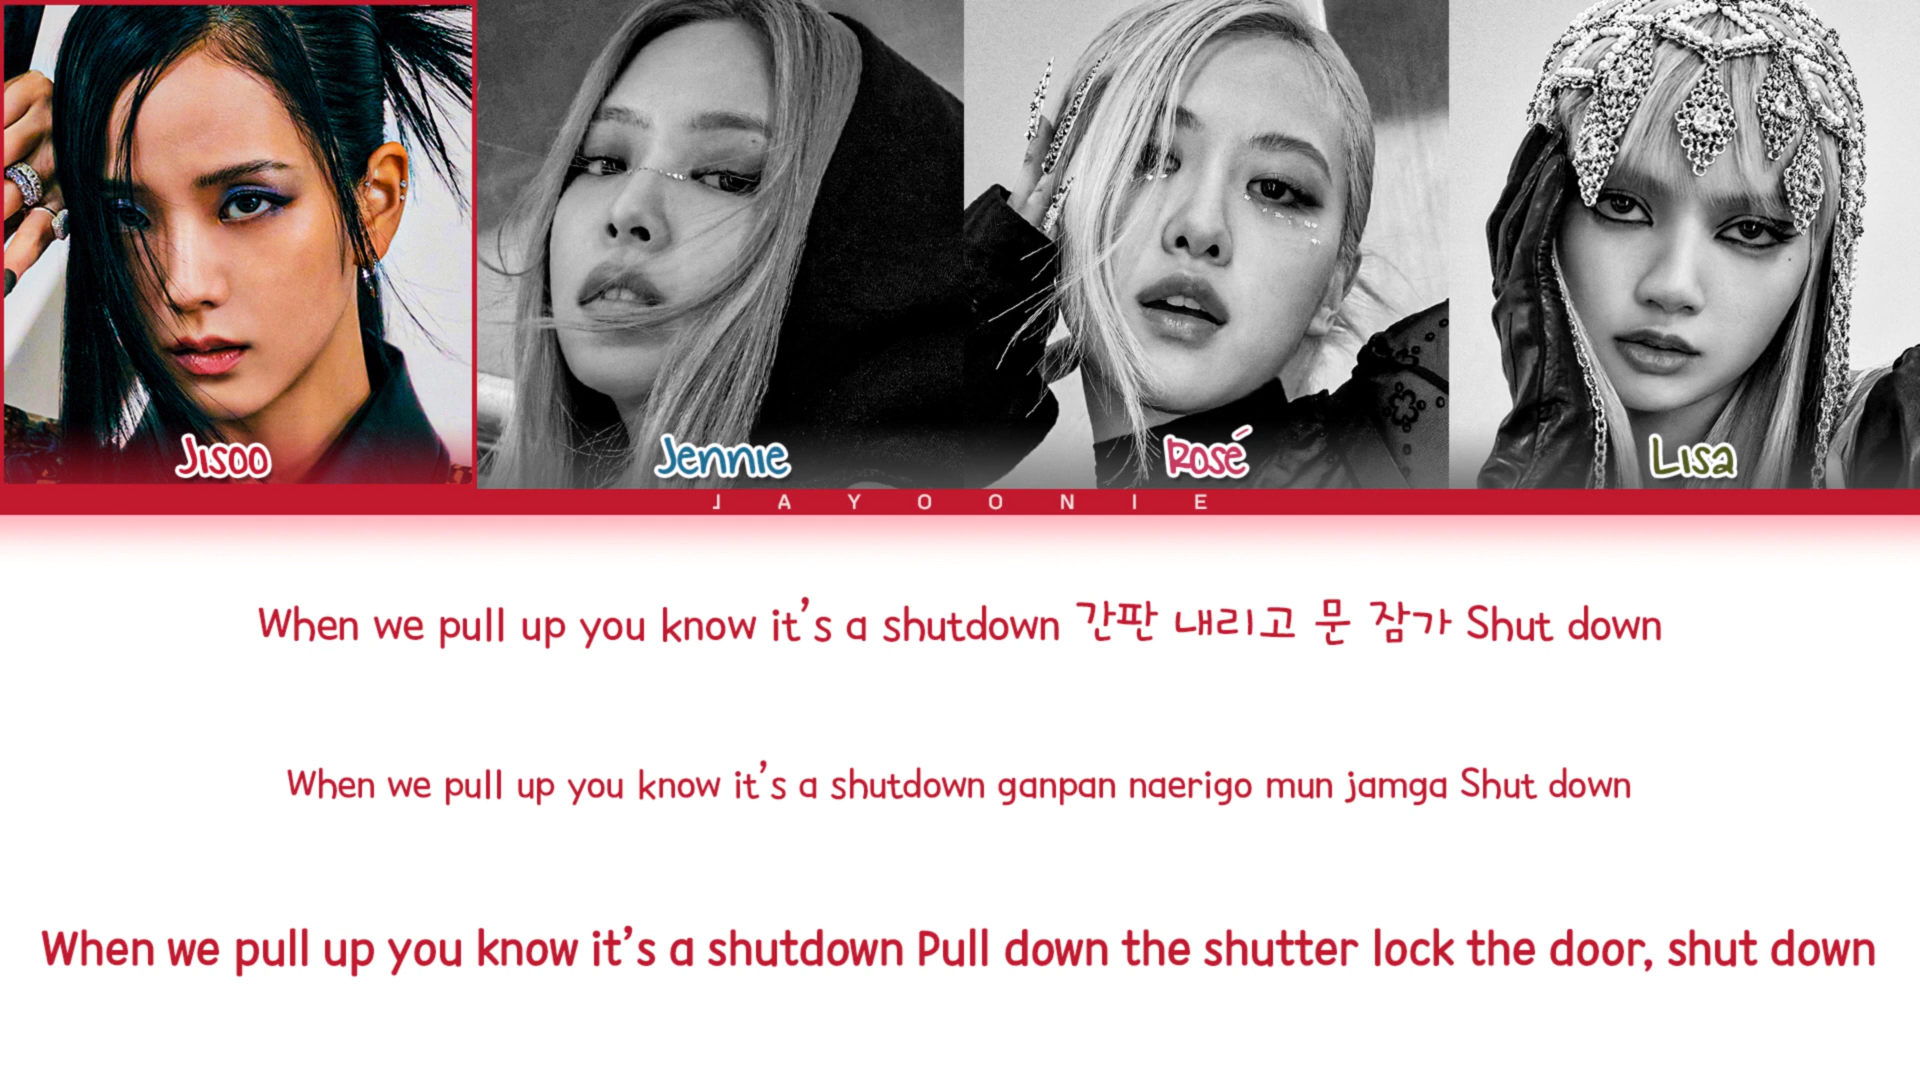 Jisoo
Jennie
Rosé
Lisa
JAYOONIE
When we pull up you know it's a shutdown 간판 내리고 문 잠가 Shut down
When we pull up you know it's a shutdown ganpan naerigo mun jamga Shut down
When we pull up you know it's a shutdown Pull down the shutter lock the door, shut down